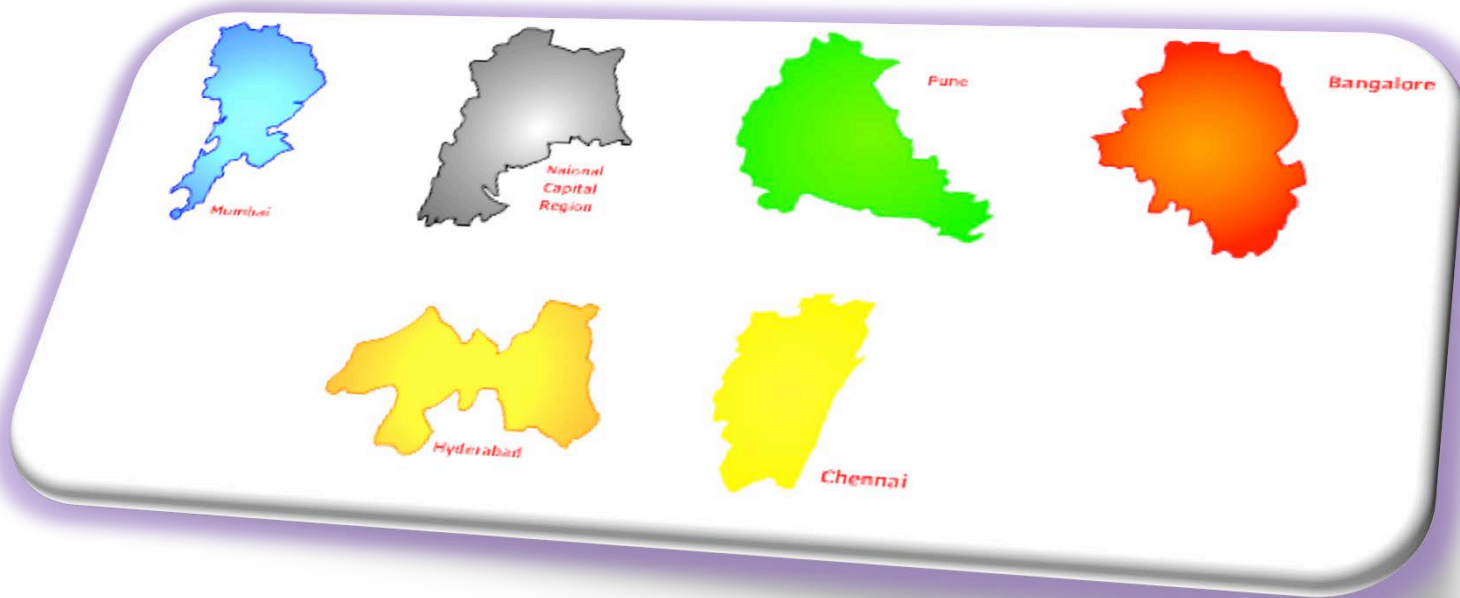 Mumbai
Naional
Capital
Region
Pune
Bangalore
Hyderabad
Chennai